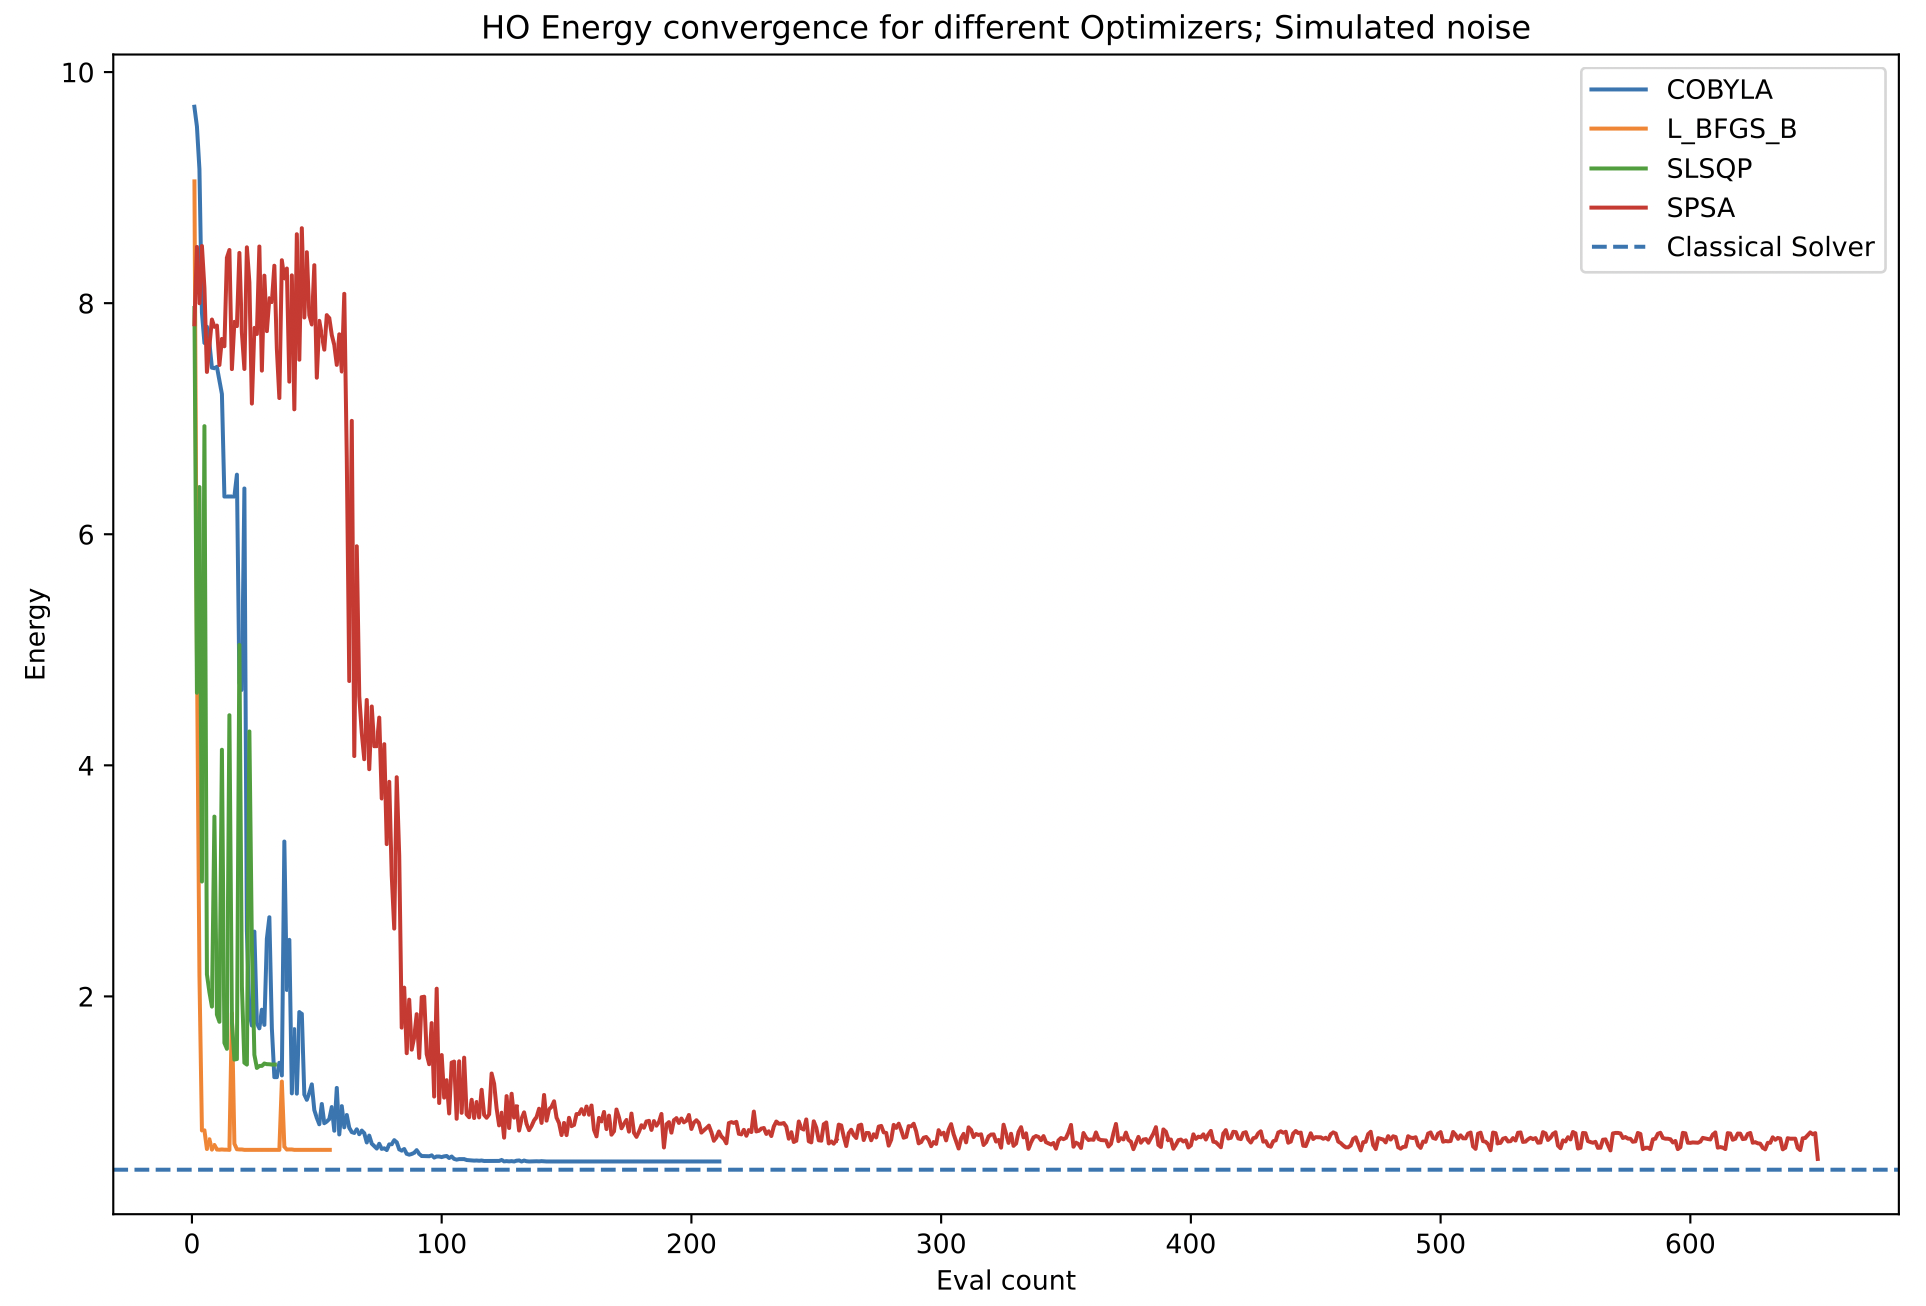 HO Energy convergence for different Optimizers; Simulated noise
10
8
6
4
2
Energy
COBYLA
L_BFGS_B
SLSQP
SPSA
Classical Solver
0 100 200 300 400 500 600
Eval count